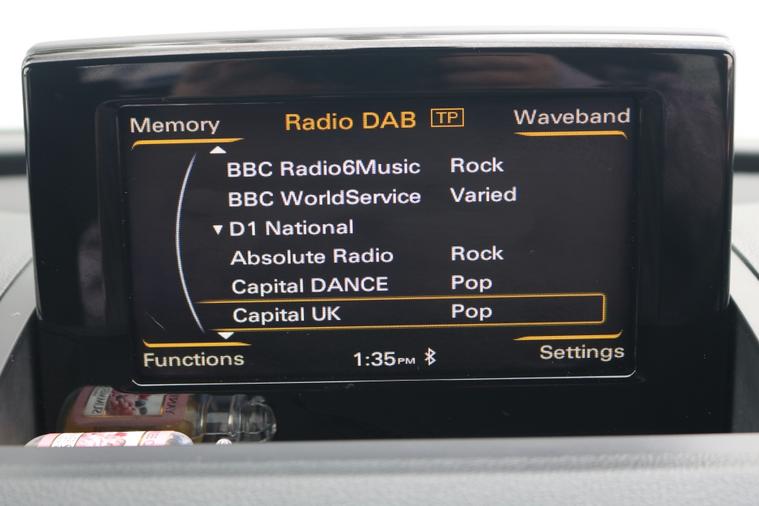 Memory Radio DAB TP Waveband
BBC Radio6Music Rock
BBC WorldService Varied
▼ D1 National
Absolute Radio Rock
Capital DANCE Pop
Capital UK Pop
Functions 1:35PM Settings